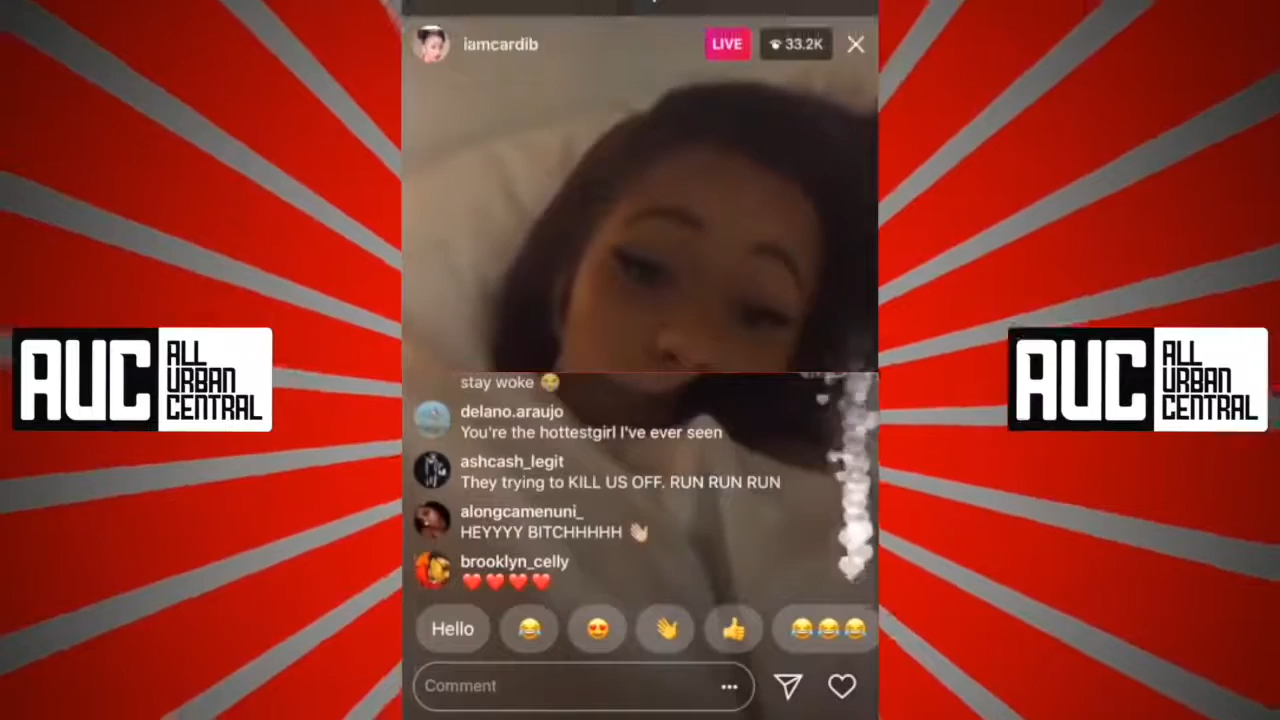 iamcardib
LIVE
33.2K
AUC
ALL
URBAN
CENTRAL
AUC
ALL
URBAN
CENTRAL
stay woke 😭
delano.araujo
You're the hottestgirl I've ever seen
ashcash_legit
They trying to KILL US OFF. RUN RUN RUN
alongcamenuni_
HEYYYY BITCHHHHH 👋🏻
brooklyn_celly
❤️❤️❤️❤️
Hello
😂
😍
👋
👍
😂😂😂
Comment